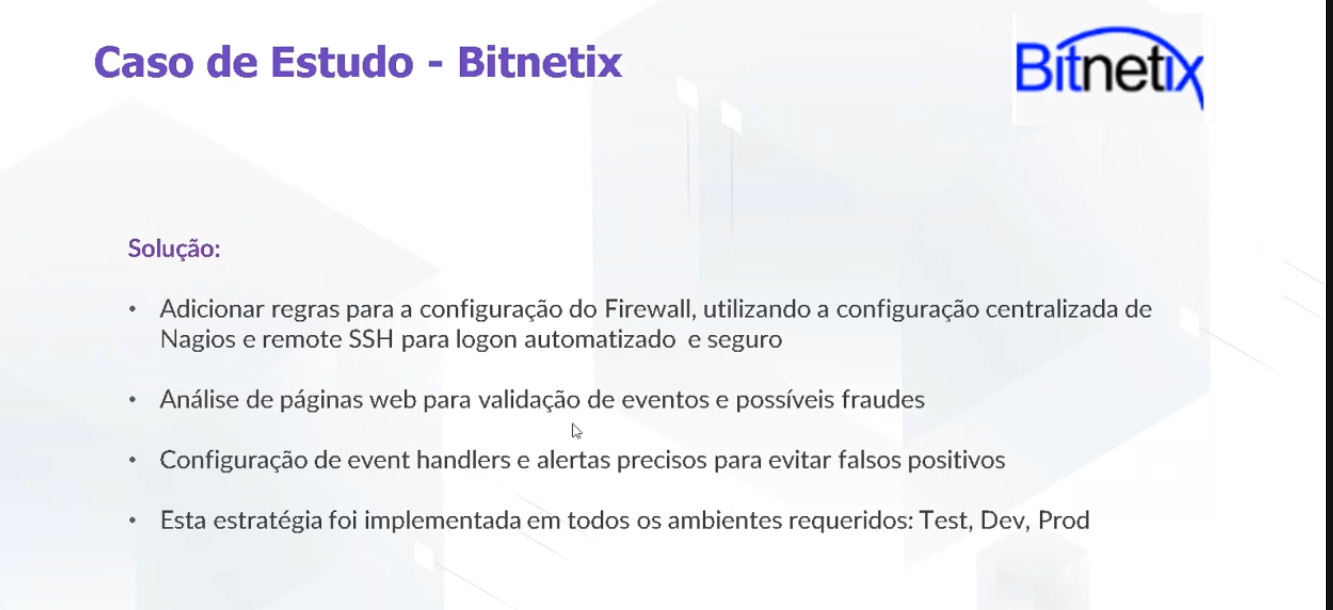 Caso de Estudo - Bitnetix
Bitnetix
Solução:
• Adicionar regras para a configuração do Firewall, utilizando a configuração centralizada de
Nagios e remote SSH para logon automatizado e seguro
• Análise de páginas web para validação de eventos e possíveis fraudes
• Configuração de event handlers e alertas precisos para evitar falsos positivos
• Esta estratégia foi implementada em todos os ambientes requeridos: Test, Dev, Prod